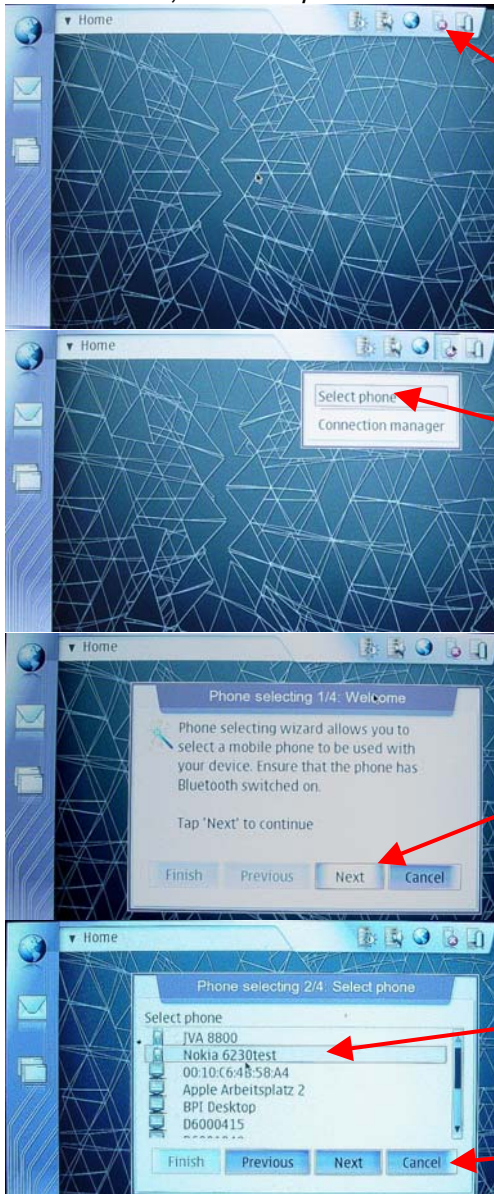 Home
Home
Select phone
Connection manager
Home
Phone selecting 1/4: Welcome
Phone selecting wizard allows you to
select a mobile phone to be used with
your device. Ensure that the phone has
Bluetooth switched on.
Tap 'Next' to continue
Finish Previous Next Cancel
Home
Phone selecting 2/4. Select phone
Select phone
JVA 8800
Nokia 6230test
00:10:C6:4B:58:A4
Apple Arbeitsplatz 2
BPI Desktop
D6000415
Finish Previous Next Cancel